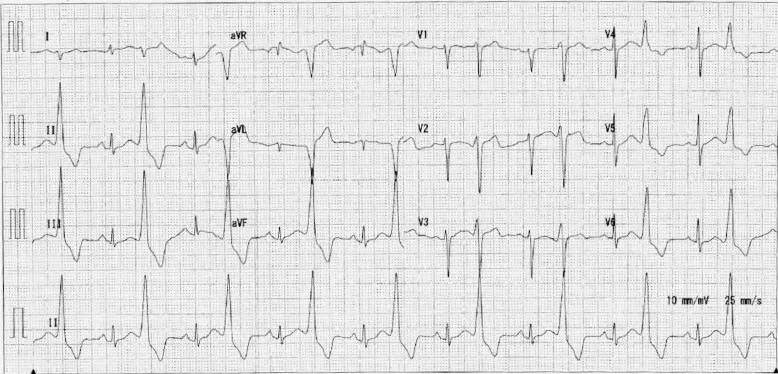 I aVR V1 V4
II aVL V2 V5
III aVF V3 V6
10 mm/mV 25 mm/s
II